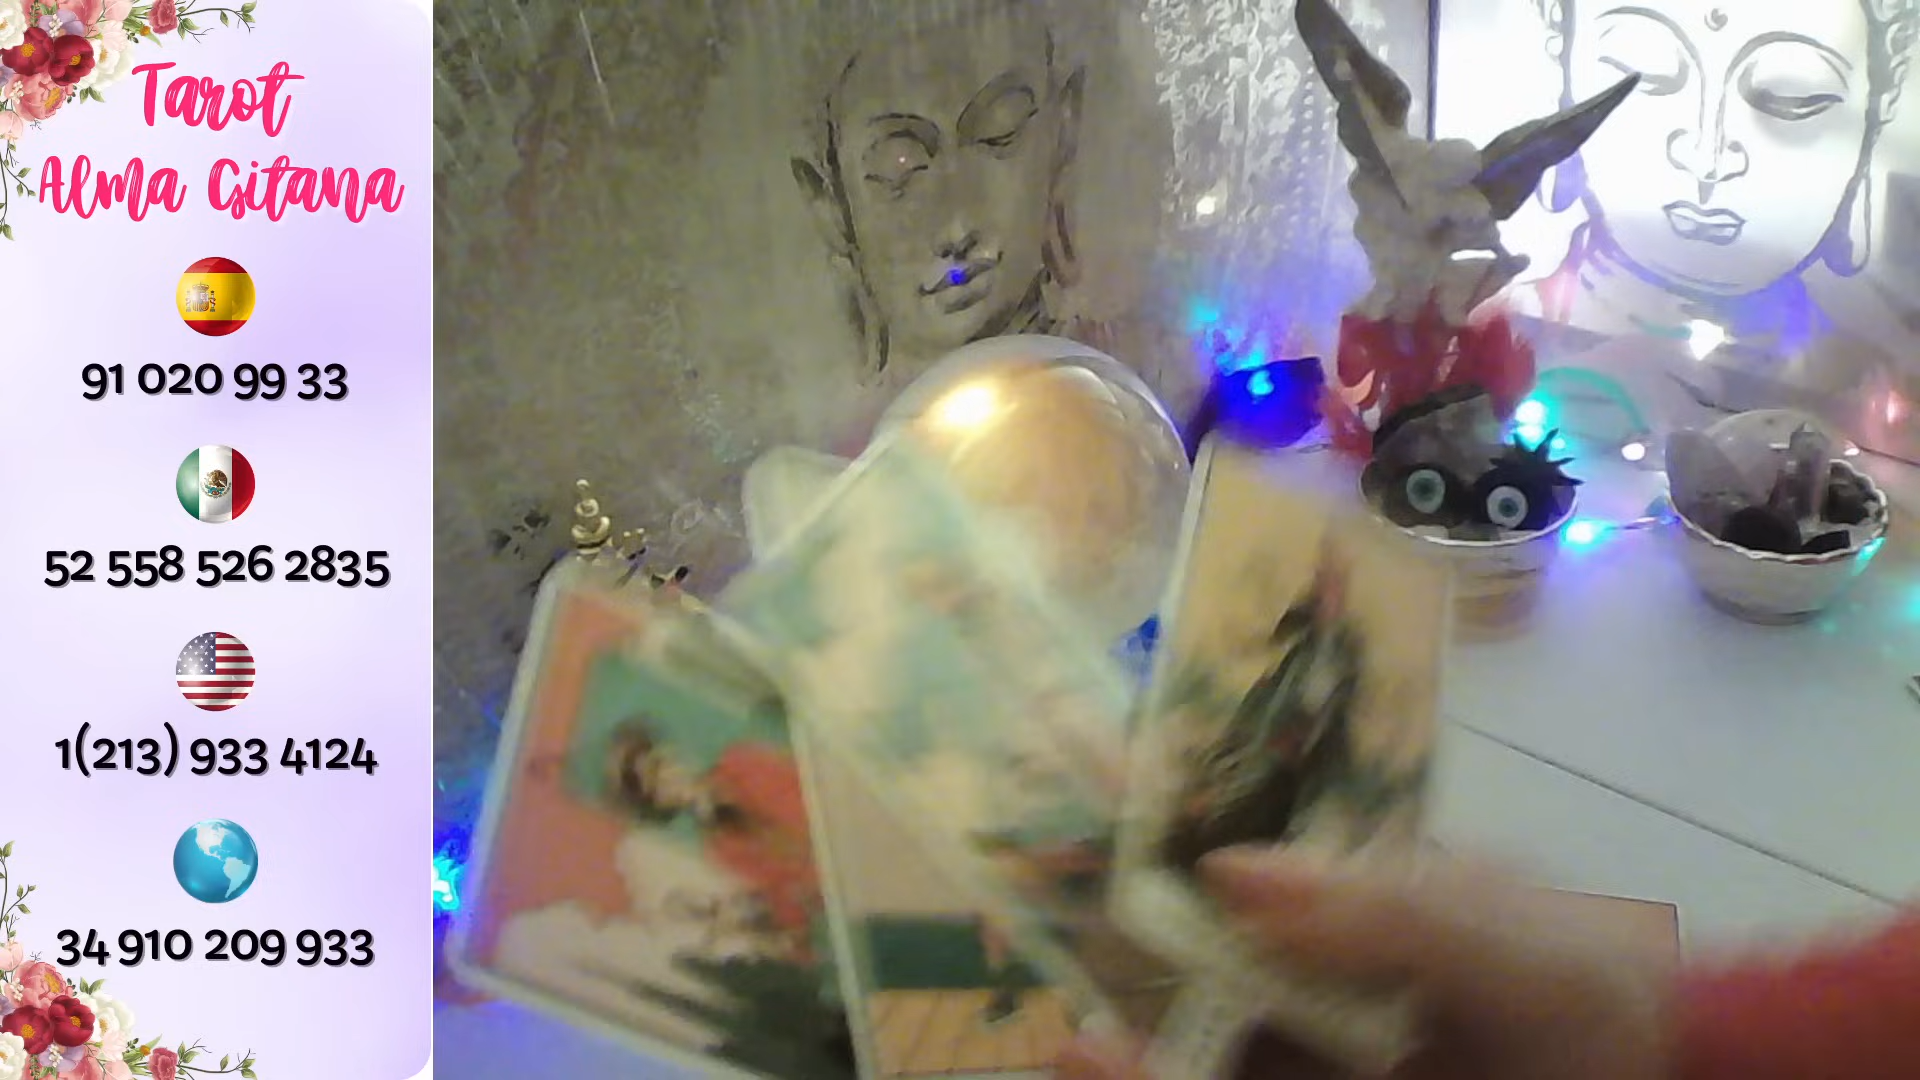 Tarot
Alma Gitana
91 020 99 33
52 558 526 2835
1(213) 933 4124
34 910 209 933